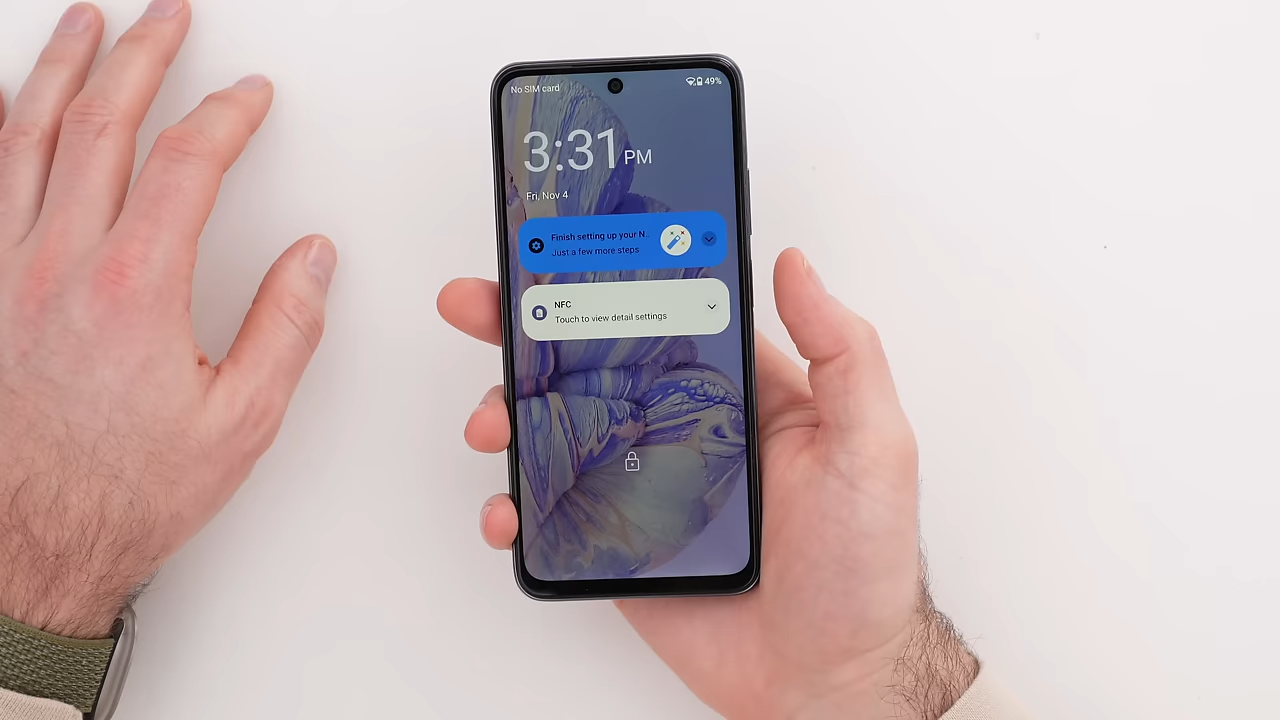 No SIM card 49%
3:31 PM
Fri, Nov 4
Finish setting up your N..
Just a few more steps
NFC
Touch to view detail settings